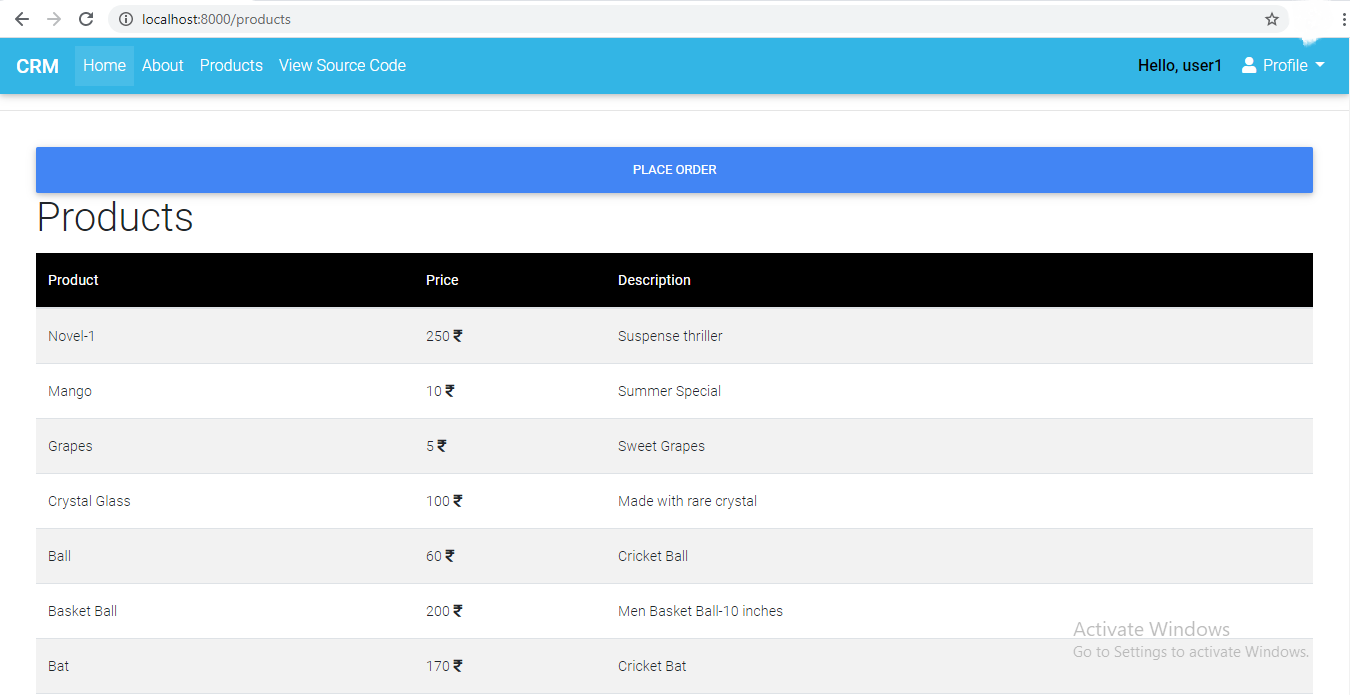 localhost:8000/products
CRM Home About Products View Source Code Hello, user1 Profile
PLACE ORDER
Products
Product Price Description
Novel-1 250 ₹ Suspense thriller
Mango 10 ₹ Summer Special
Grapes 5 ₹ Sweet Grapes
Crystal Glass 100 ₹ Made with rare crystal
Ball 60 ₹ Cricket Ball
Basket Ball 200 ₹ Men Basket Ball-10 inches
Activate Windows
Go to Settings to activate Windows.
Bat 170 ₹ Cricket Bat